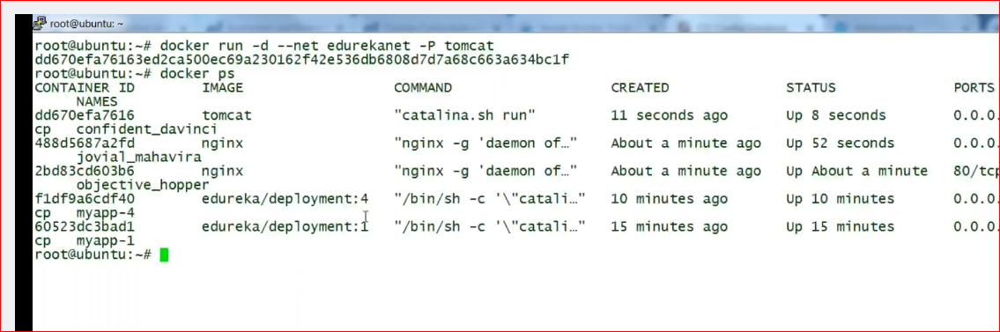 root@ubuntu: ~
root@ubuntu:~# docker run -d --net edurekanet -P tomcat
dd670efa76163ed2ca500ec69a230162f42e536db6808d7d7a68c663a634bc1f
root@ubuntu:~# docker ps
CONTAINER ID IMAGE COMMAND CREATED STATUS PORTS
NAMES
dd670efa7616 tomcat "catalina.sh run" 11 seconds ago Up 8 seconds 0.0.0.
cp confident_davinci
488d5687a2fd nginx "nginx -g 'daemon of…" About a minute ago Up 52 seconds 0.0.0.
jovial_mahavira
2bd83cd603b6 nginx "nginx -g 'daemon of…" About a minute ago Up About a minute 80/tcp
objective_hopper
f1df9a6cdf40 edureka/deployment:4 "/bin/sh -c '\"catali…" 10 minutes ago Up 10 minutes 0.0.0.
cp myapp-4
60523dc3bad1 edureka/deployment:1 "/bin/sh -c '\"catali…" 15 minutes ago Up 15 minutes 0.0.0.
cp myapp-1
root@ubuntu:~#